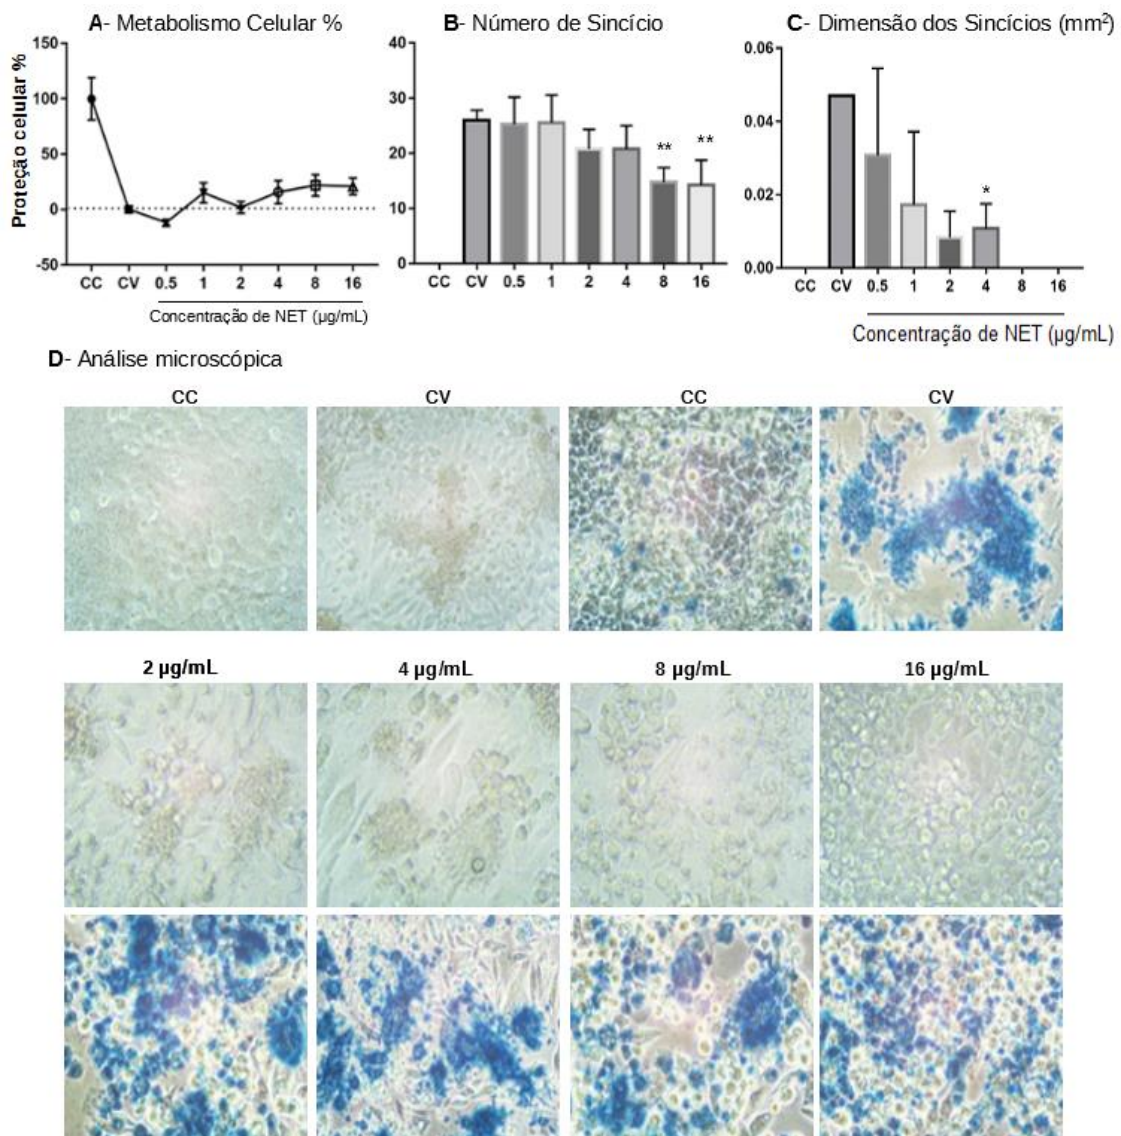 A- Metabolismo Celular %
Proteção celular %
150
100
50
0
-50
CC CV 0.5 1 2 4 8 16
Concentração de NET (µg/mL)
B- Número de Sincício
40
30
20
10
0
** **
CC CV 0.5 1 2 4 8 16
C- Dimensão dos Sincícios (mm²)
0.06
0.04
0.02
0.00
*
CC CV 0.5 1 2 4 8 16
Concentração de NET (µg/mL)
D- Análise microscópica
CC CV CC CV
2 µg/mL 4 µg/mL 8 µg/mL 16 µg/mL